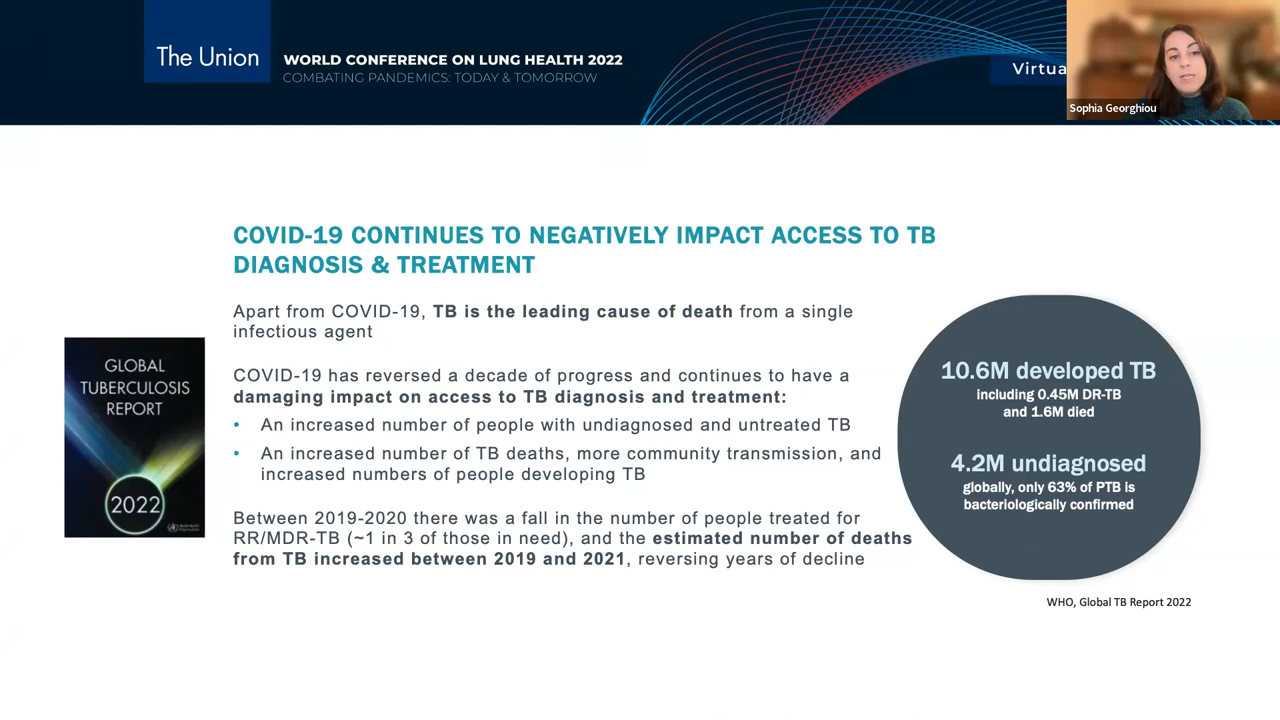 The Union
WORLD CONFERENCE ON LUNG HEALTH 2022
COMBATING PANDEMICS: TODAY & TOMORROW
Virtua
Sophia Georghiou
COVID-19 CONTINUES TO NEGATIVELY IMPACT ACCESS TO TB
DIAGNOSIS & TREATMENT
Apart from COVID-19, TB is the leading cause of death from a single
infectious agent
COVID-19 has reversed a decade of progress and continues to have a
damaging impact on access to TB diagnosis and treatment:
• An increased number of people with undiagnosed and untreated TB
• An increased number of TB deaths, more community transmission, and
increased numbers of people developing TB
Between 2019-2020 there was a fall in the number of people treated for
RR/MDR-TB (~1 in 3 of those in need), and the estimated number of deaths
from TB increased between 2019 and 2021, reversing years of decline
GLOBAL
TUBERCULOSIS
REPORT
2022
10.6M developed TB
including 0.45M DR-TB
and 1.6M died
4.2M undiagnosed
globally, only 63% of PTB is
bacteriologically confirmed
WHO, Global TB Report 2022